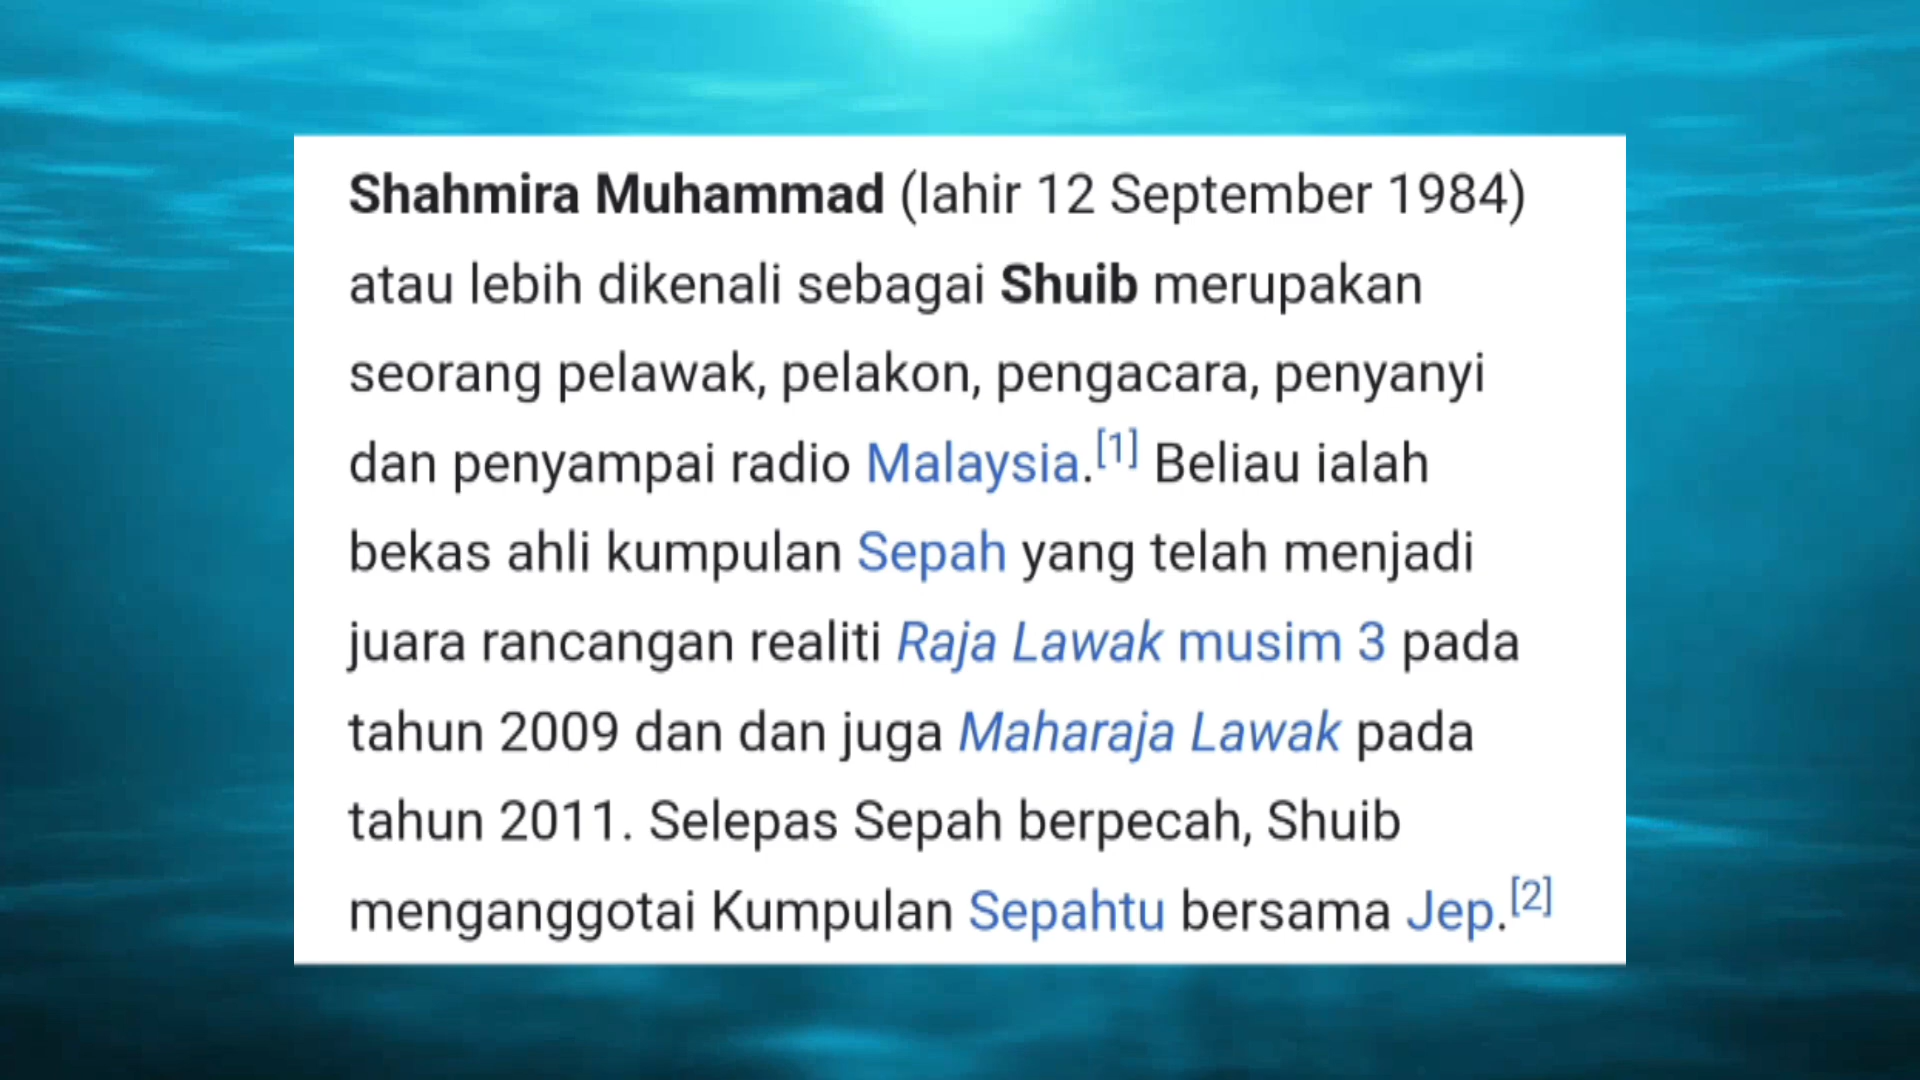 Shahmira Muhammad (lahir 12 September 1984)
atau lebih dikenali sebagai Shuib merupakan
seorang pelawak, pelakon, pengacara, penyanyi
dan penyampai radio Malaysia.[1] Beliau ialah
bekas ahli kumpulan Sepah yang telah menjadi
juara rancangan realiti Raja Lawak musim 3 pada
tahun 2009 dan dan juga Maharaja Lawak pada
tahun 2011. Selepas Sepah berpecah, Shuib
menganggotai Kumpulan Sepahtu bersama Jep.[2]